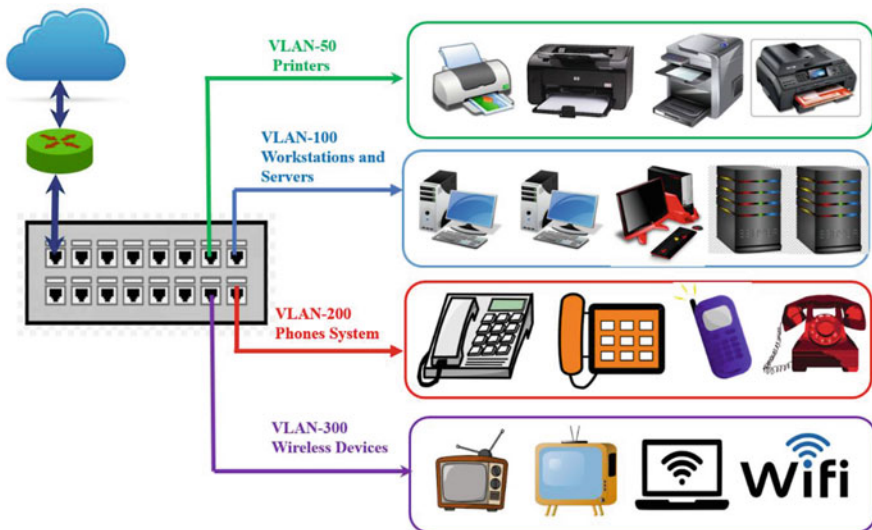 VLAN-50
Printers
VLAN-100
Workstations and
Servers
VLAN-200
Phones System
VLAN-300
Wireless Devices
Wifi